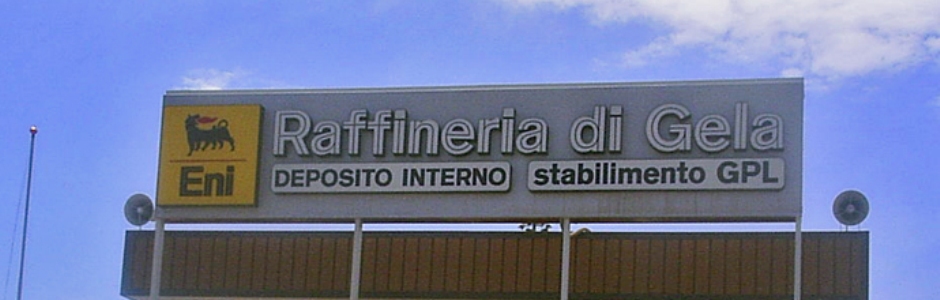 Raffineria di Gela
Eni
DEPOSITO INTERNO stabilimento GPL